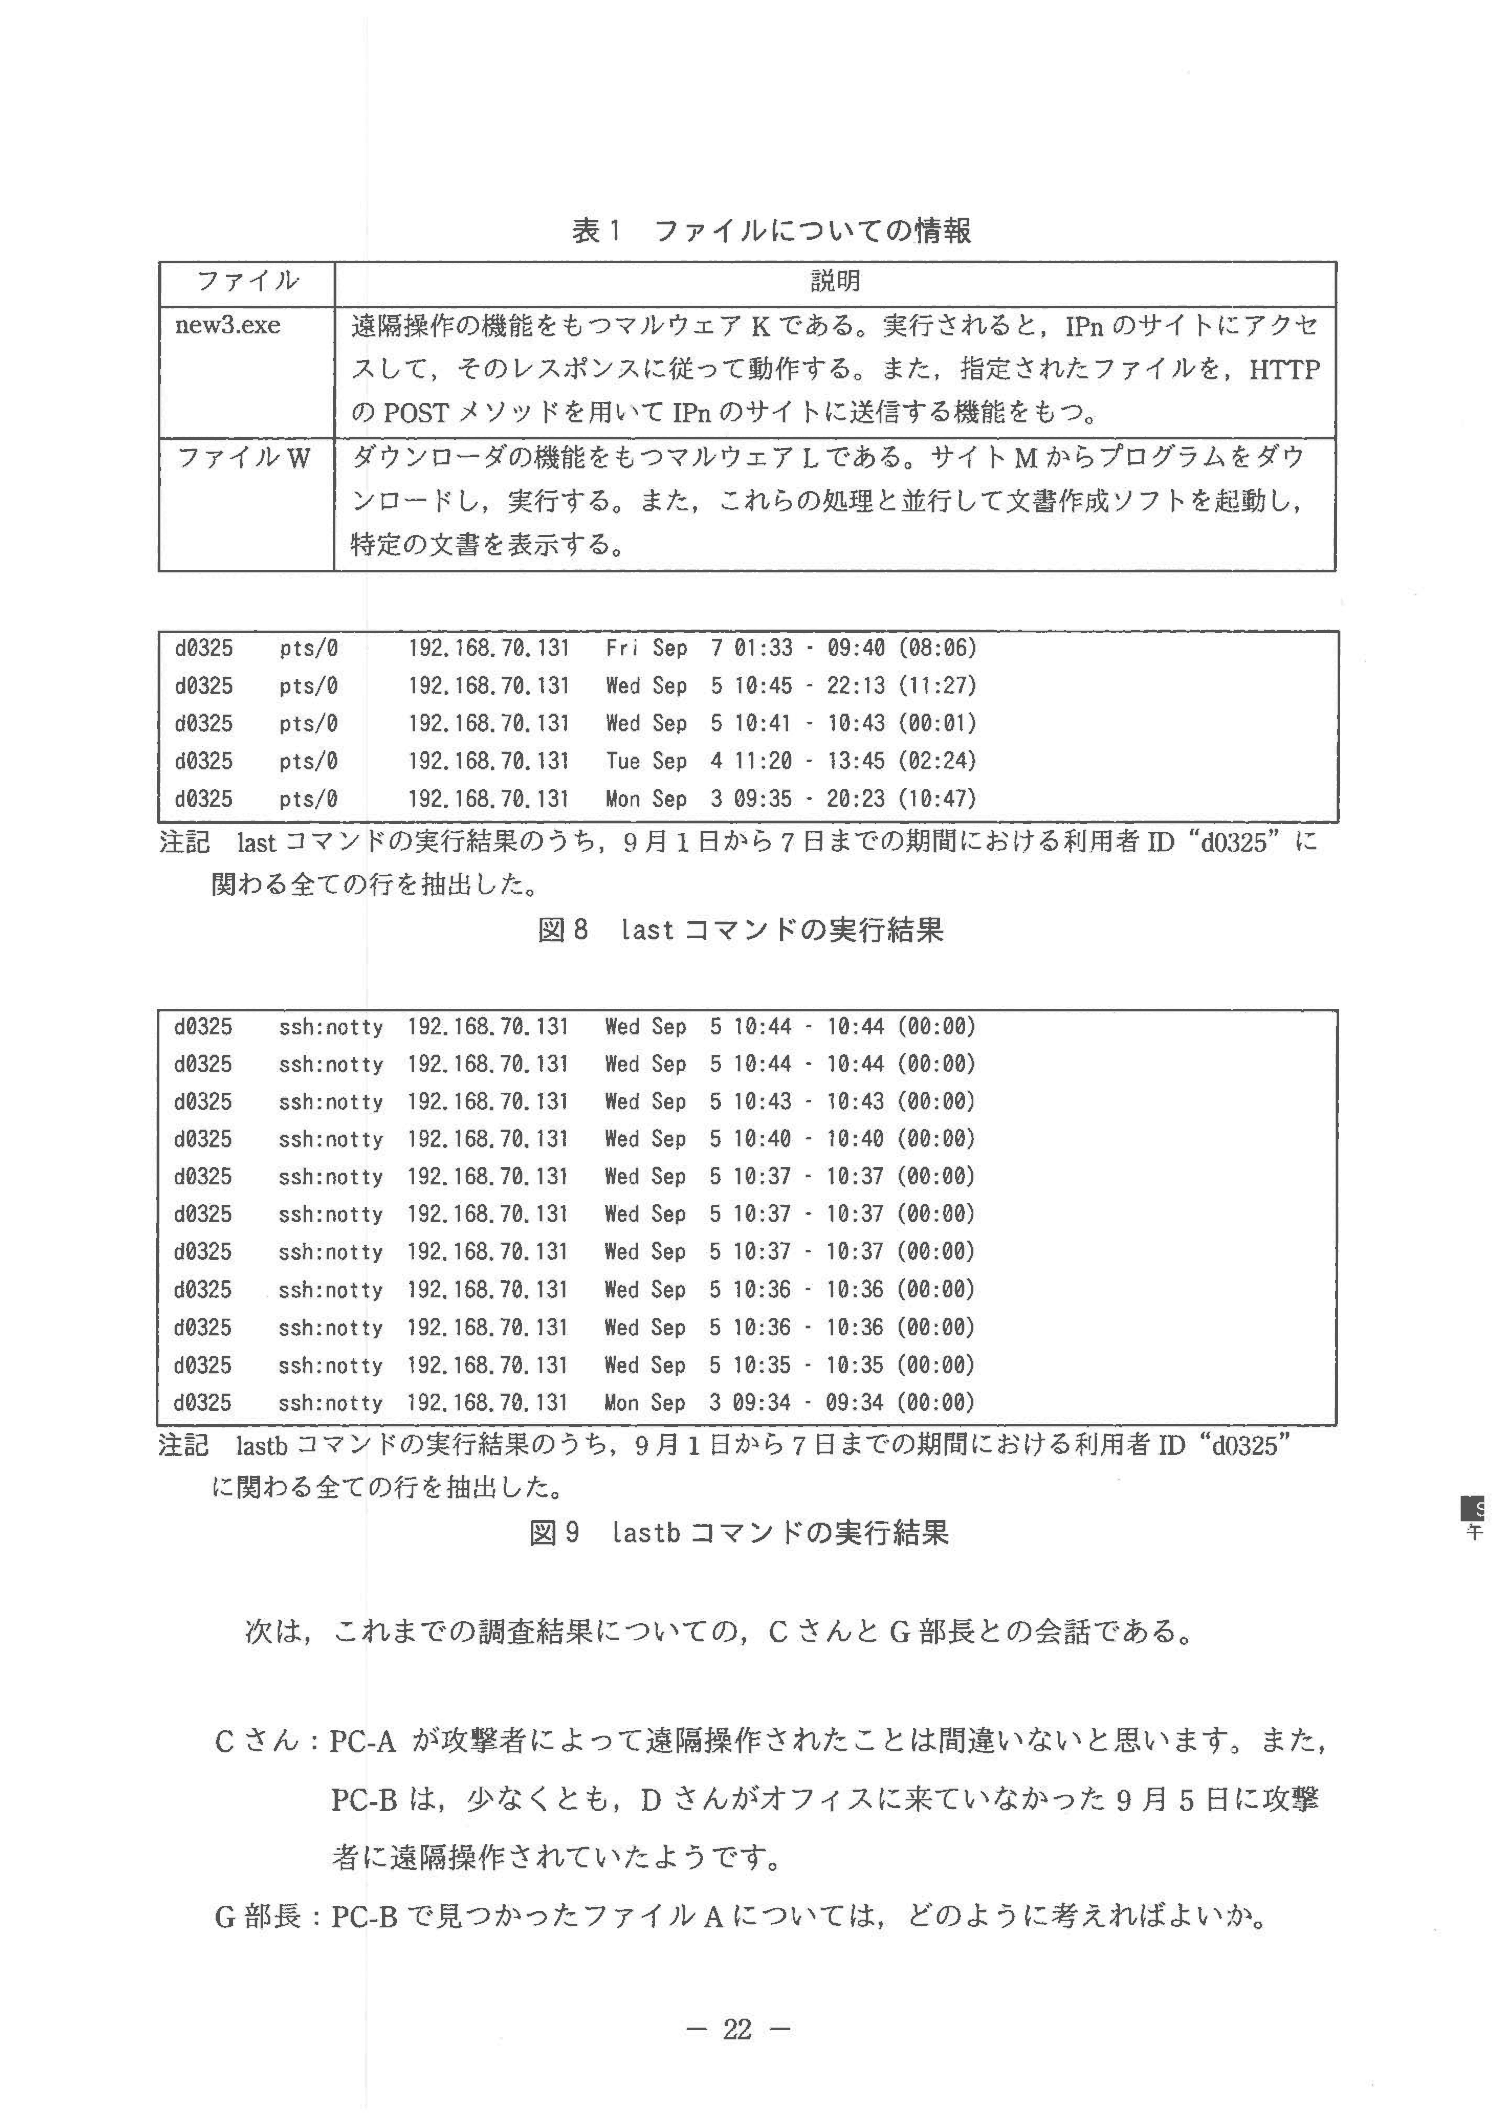 表1　ファイルについての情報
ファイル　説明
new3.exe　遠隔操作の機能をもつマルウェア K である。実行されると，IPn のサイトにアクセ
スして，そのレスポンスに従って動作する。また，指定されたファイルを，HTTP
の POST メソッドを用いて IPn のサイトに送信する機能をもつ。
ファイル W　ダウンローダの機能をもつマルウェア L である。サイト M からプログラムをダウ
ンロードし，実行する。また，これらの処理と並行して文書作成ソフトを起動し，
特定の文書を表示する。
d0325 pts/0 192.168.70.131 Fri Sep 7 01:33 - 09:40 (08:06)
d0325 pts/0 192.168.70.131 Wed Sep 5 10:45 - 22:13 (11:27)
d0325 pts/0 192.168.70.131 Wed Sep 5 10:41 - 10:43 (00:01)
d0325 pts/0 192.168.70.131 Tue Sep 4 11:20 - 13:45 (02:24)
d0325 pts/0 192.168.70.131 Mon Sep 3 09:35 - 20:23 (10:47)
注記　last コマンドの実行結果のうち，9 月 1 日から 7 日までの期間における利用者 ID “d0325” に
関わる全ての行を抽出した。
図8　last コマンドの実行結果
d0325 ssh:notty 192.168.70.131 Wed Sep 5 10:44 - 10:44 (00:00)
d0325 ssh:notty 192.168.70.131 Wed Sep 5 10:44 - 10:44 (00:00)
d0325 ssh:notty 192.168.70.131 Wed Sep 5 10:43 - 10:43 (00:00)
d0325 ssh:notty 192.168.70.131 Wed Sep 5 10:40 - 10:40 (00:00)
d0325 ssh:notty 192.168.70.131 Wed Sep 5 10:37 - 10:37 (00:00)
d0325 ssh:notty 192.168.70.131 Wed Sep 5 10:37 - 10:37 (00:00)
d0325 ssh:notty 192.168.70.131 Wed Sep 5 10:37 - 10:37 (00:00)
d0325 ssh:notty 192.168.70.131 Wed Sep 5 10:36 - 10:36 (00:00)
d0325 ssh:notty 192.168.70.131 Wed Sep 5 10:36 - 10:36 (00:00)
d0325 ssh:notty 192.168.70.131 Wed Sep 5 10:35 - 10:35 (00:00)
d0325 ssh:notty 192.168.70.131 Mon Sep 3 09:34 - 09:34 (00:00)
注記　lastb コマンドの実行結果のうち，9 月 1 日から 7 日までの期間における利用者 ID “d0325”
に関わる全ての行を抽出した。
図9　lastb コマンドの実行結果
午
次は，これまでの調査結果についての，C さんと G 部長との会話である。
C さん：PC-A が攻撃者によって遠隔操作されたことは間違いないと思います。また，
PC-B は，少なくとも，D さんがオフィスに来ていなかった 9 月 5 日に攻撃
者に遠隔操作されていたようです。
G 部長：PC-B で見つかったファイル A については，どのように考えればよいか。
－ 22 －